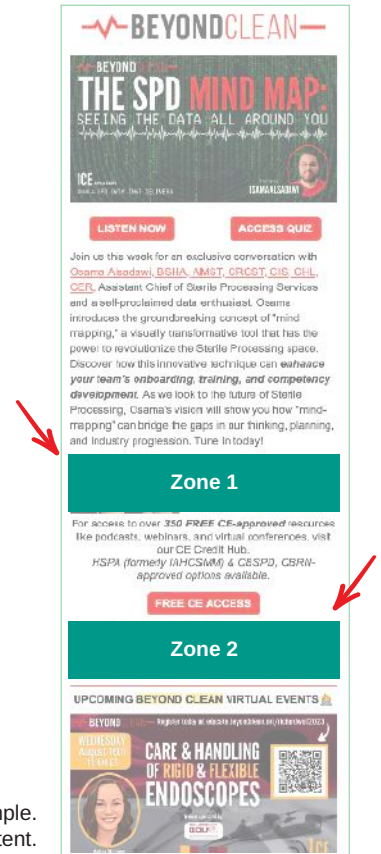 BEYONDCLEAN
BEYONDCLEAN
THE SPD MIND MAP:
SEEING THE DATA ALL AROUND YOU
LISTEN NOW
ACCESS QUIZ
Join us this week for an exclusive conversation with
Osama Alsadawi, BSHA, AMST, CRCST, CIS, CHL,
CER, Assistant Chief of Sterile Processing Services
and a self-proclaimed data enthusiast. Osama
introduces the groundbreaking concept of "mind
mapping," a visually transformative tool that has the
power to revolutionize the Sterile Processing space.
Discover how this innovative technique can enhance
your team's onboarding, training, and competency
development. As we look to the future of Sterile
Processing, Osama's vision will show you how "mind-
mapping" can bridge the gaps in our thinking, planning,
and industry progression. Tune in today!
Zone 1
For access to over 350 FREE CE-approved resources
like podcasts, webinars, and virtual conferences, visit
our CE Credit Hub.
HSPA (formerly IAHCSMM) & CBSPD, CBRN-
approved options available.
FREE CE ACCESS
Zone 2
UPCOMING BEYOND CLEAN VIRTUAL EVENTS
BEYOND
WEDNESDAY
CARE & HANDLING
OF RIGID & FLEXIBLE
ENDOSCOPES
ICE
mple.
tent.